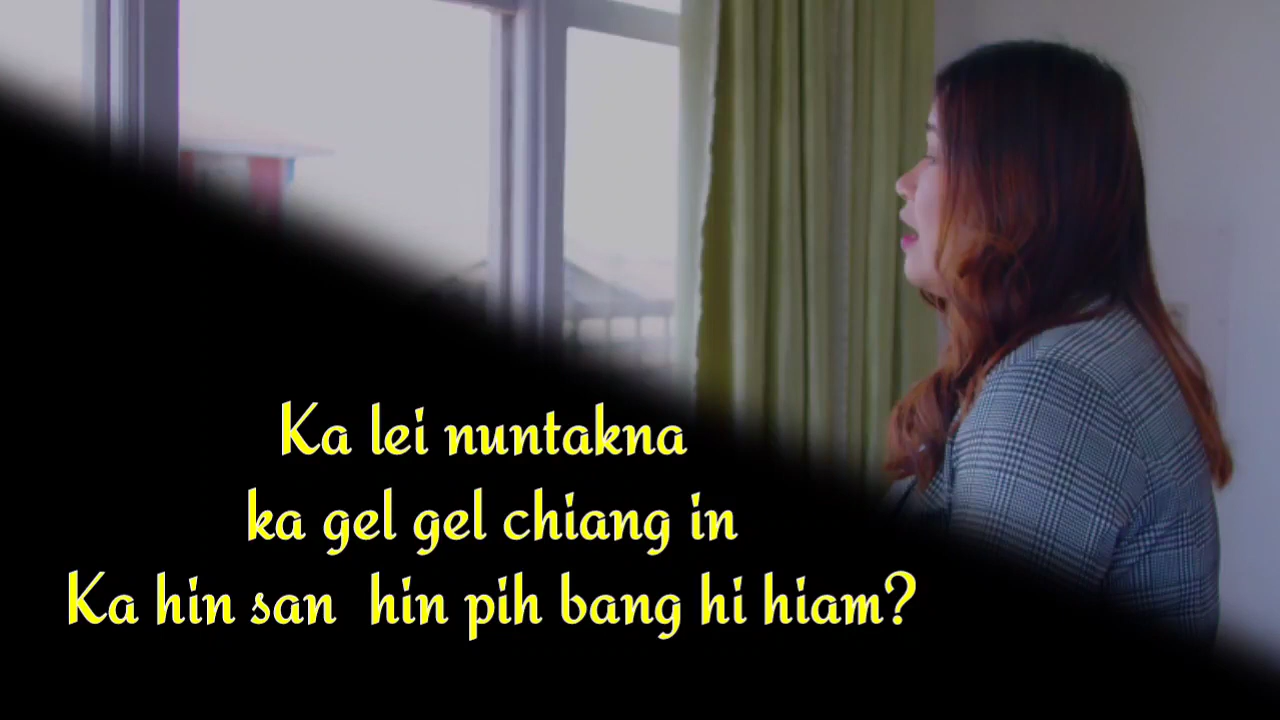 Ka lei nuntakna
ka gel gel chiang in
Ka hin san hin pih bang hi hiam?